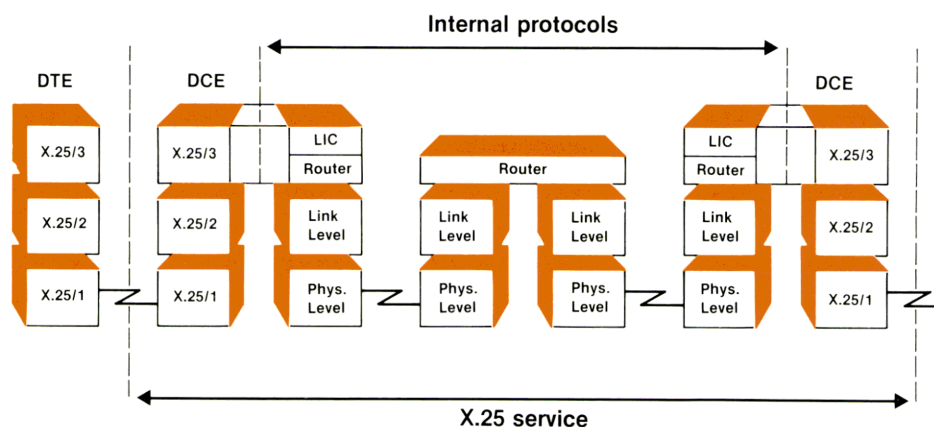 Internal protocols
DTE
DCE
DCE
X.25/3
X.25/3
LIC
Router
Router
LIC
Router
X.25/3
X.25/2
X.25/2
Link
Level
Link
Level
Link
Level
Link
Level
X.25/2
X.25/1
X.25/1
Phys.
Level
Phys.
Level
Phys.
Level
Phys.
Level
X.25/1
X.25 service